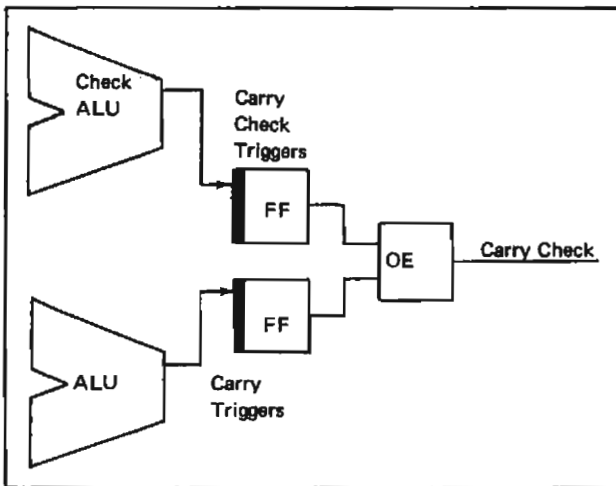 Check
ALU
Carry
Check
Triggers
FF
OE
Carry Check
FF
ALU
Carry
Triggers